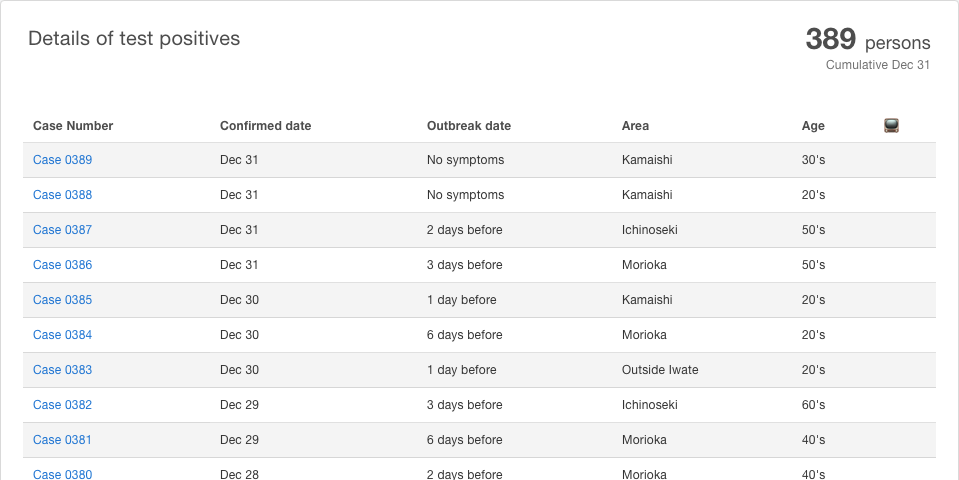 Details of test positives
389 persons
Cumulative Dec 31
Case Number Confirmed date Outbreak date Area Age
Case 0389 Dec 31 No symptoms Kamaishi 30's
Case 0388 Dec 31 No symptoms Kamaishi 20's
Case 0387 Dec 31 2 days before Ichinoseki 50's
Case 0386 Dec 31 3 days before Morioka 50's
Case 0385 Dec 30 1 day before Kamaishi 20's
Case 0384 Dec 30 6 days before Morioka 20's
Case 0383 Dec 30 1 day before Outside Iwate 20's
Case 0382 Dec 29 3 days before Ichinoseki 60's
Case 0381 Dec 29 6 days before Morioka 40's
Case 0380 Dec 28 2 days before Morioka 40's